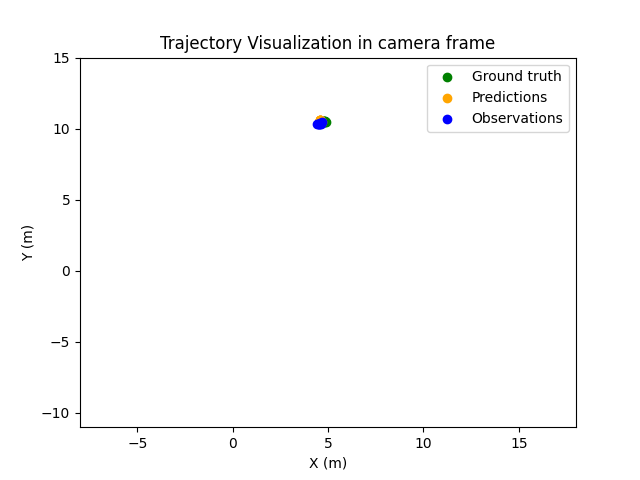 Trajectory Visualization in camera frame
Ground truth
Predictions
Observations
15
10
5
0
−5
−10
Y (m)
−5
0
5
10
15
X (m)